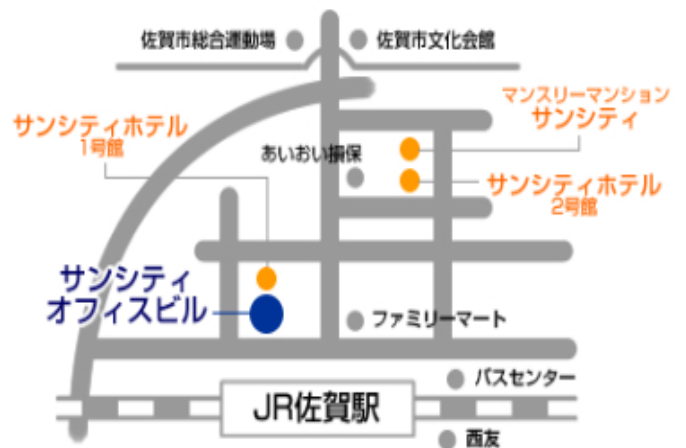 佐賀市総合運動場
佐賀市文化会館
マンスリーマンション
サンシティ
サンシティホテル
1号館
あいおい損保
サンシティホテル
2号館
サンシティ
オフィスビル
ファミリーマート
バスセンター
JR佐賀駅
西友